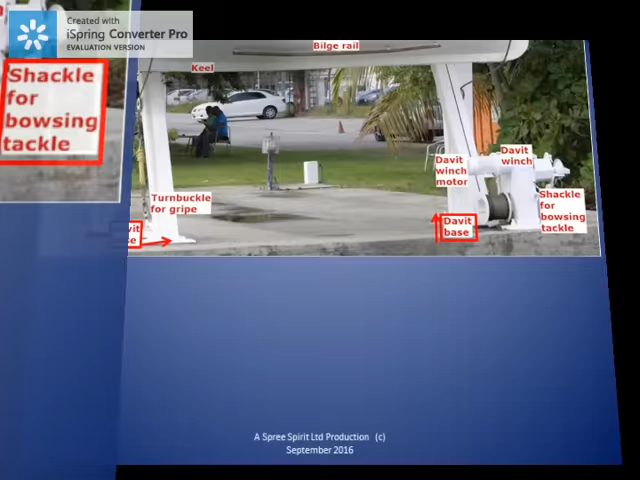 Created with
iSpring Converter Pro
EVALUATION VERSION
Shackle
for
bowsing
tackle
Bilge rail
Keel
Davit
winch
Davit
winch
motor
Turnbuckle
for gripe
Shackle
for
bowsing
tackle
Davit
base
A Spree Spirit Ltd Production (c)
September 2016